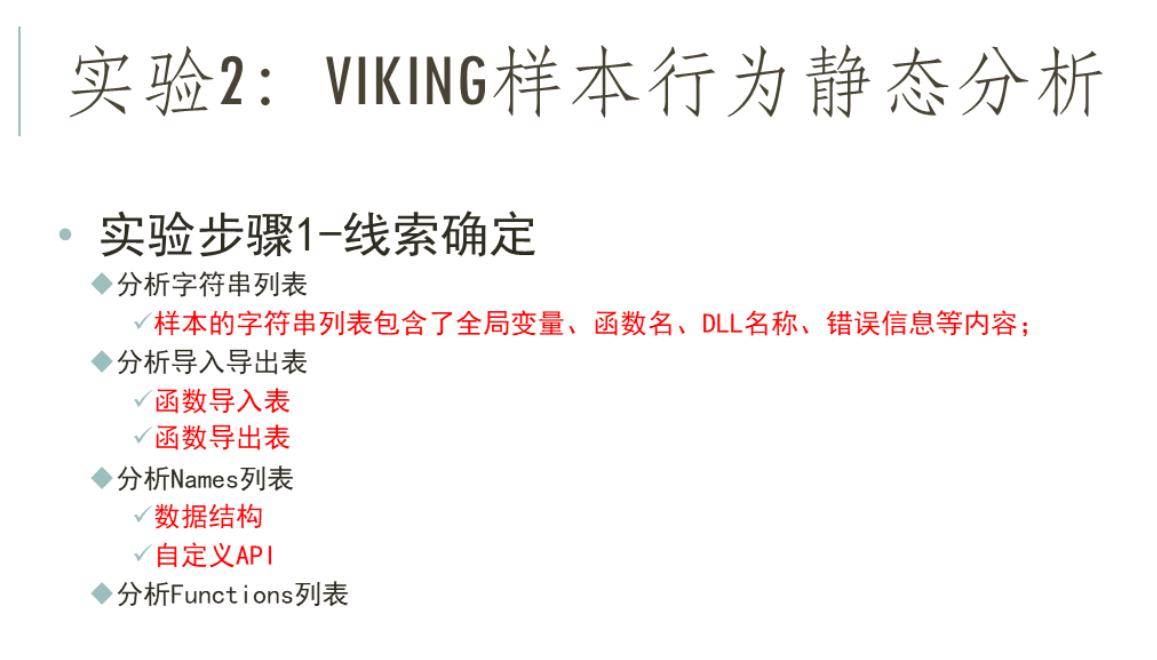 实验2： VIKING样本行为静态分析
• 实验步骤1-线索确定
◆分析字符串列表
✓样本的字符串列表包含了全局变量、函数名、DLL名称、错误信息等内容；
◆分析导入导出表
✓函数导入表
✓函数导出表
◆分析Names列表
✓数据结构
✓自定义API
◆分析Functions列表